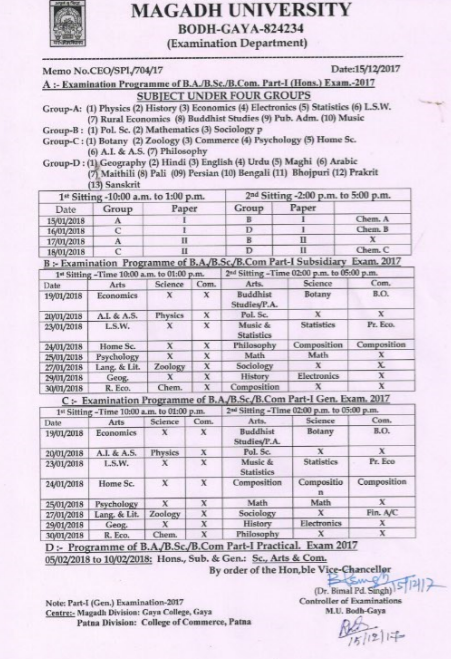 MAGADH UNIVERSITY
BODH-GAYA-824234
(Examination Department)
Memo No.CEO/SPl,/704/17 Date:15/12/2017
A :- Examination Programme of B.A./B.Sc/B.Com. Part-I (Hons.) Exam.-2017
SUBJECT UNDER FOUR GROUPS
Group-A: (1) Physics (2) History (3) Economics (4) Electronics (5) Statistics (6) L.S.W.
(7) Rural Economics (8) Buddhist Studies (9) Pub. Adm. (10) Music
Group-B : (1) Pol. Sc. (2) Mathematics (3) Sociology p
Group-C : (1) Botany (2) Zoology (3) Commerce (4) Psychology (5) Home Sc.
(6) A.I. & A.S. (7) Philosophy
Group-D : (1) Geography (2) Hindi (3) English (4) Urdu (5) Maghi (6) Arabic
(7) Maithili (8) Pali (09) Persian (10) Bengali (11) Bhojpuri (12) Prakrit
(13) Sanskrit
1st Sitting -10:00 a.m. to 1:00 p.m. 2nd Sitting -2:00 p.m. to 5:00 p.m.
Date Group Paper Group Paper
15/01/2018 A I B I Chem. A
16/01/2018 C I D I Chem. B
17/01/2018 A II B II X
18/01/2018 C II D II Chem. C
B :- Examination Programme of B.A./B.Sc/B.Com Part-I Subsidiary Exam. 2017
1st Sitting -Time 10:00 a.m. to 01:00 p.m. 2nd Sitting -Time 02:00 p.m. to 05:00 p.m.
Date Arts Science Com. Arts. Science Com.
19/01/2018 Economics X X Buddhist Studies/P.A. Botany B.O.
20/01/2018 A.I. & A.S. Physics X Pol. Sc. X X
23/01/2018 L.S.W. X X Music & Statistics Statistics Pr. Eco.
24/01/2018 Home Sc. X X Philosophy Composition Composition
25/01/2018 Psychology X X Math Math X
27/01/2018 Lang. & Lit. Zoology X Sociology X X
29/01/2018 Geog. X X History Electronics X
30/01/2018 R. Eco. Chem. X Composition X X
C :- Examination Programme of B.A./B.Sc/B.Com Part-I Gen. Exam. 2017
1st Sitting -Time 10:00 a.m. to 01:00 p.m. 2nd Sitting -Time 02:00 p.m. to 05:00 p.m.
Date Arts Science Com. Arts. Science Com.
19/01/2018 Economics X X Buddhist Studies/P.A. Botany B.O.
20/01/2018 A.I. & A.S. Physics X Pol. Sc. X X
23/01/2018 L.S.W. X X Music & Statistics Statistics Pr. Eco
24/01/2018 Home Sc. X X Composition Composition Composition
25/01/2018 Psychology X X Math Math X
27/01/2018 Lang. & Lit. Zoology X Sociology X Fin. A/C
29/01/2018 Geog. X X History Electronics X
30/01/2018 R. Eco. Chem. X Philosophy X X
D :- Programme of B.A./B.Sc/B.Com Part-I Practical. Exam 2017
05/02/2018 to 10/02/2018: Hons., Sub. & Gen.: Sc., Arts & Com.
By order of the Hon,ble Vice-Chancellor
15/12/17
(Dr. Bimal Pd. Singh)
Controller of Examinations
M.U. Bodh-Gaya
Note: Part-I (Gen.) Examination-2017
Centre:- Magadh Division: Gaya College, Gaya
Patna Division: College of Commerce, Patna
15/12/17